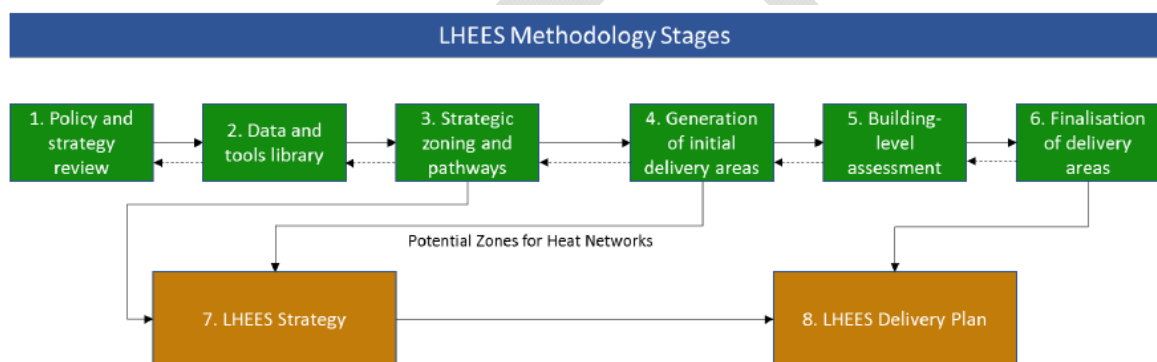 LHEES Methodology Stages
1. Policy and
strategy
review
2. Data and
tools library
3. Strategic
zoning and
pathways
4. Generation
of initial
delivery areas
5. Building-
level
assessment
6. Finalisation
of delivery
areas
Potential Zones for Heat Networks
7. LHEES Strategy
8. LHEES Delivery Plan